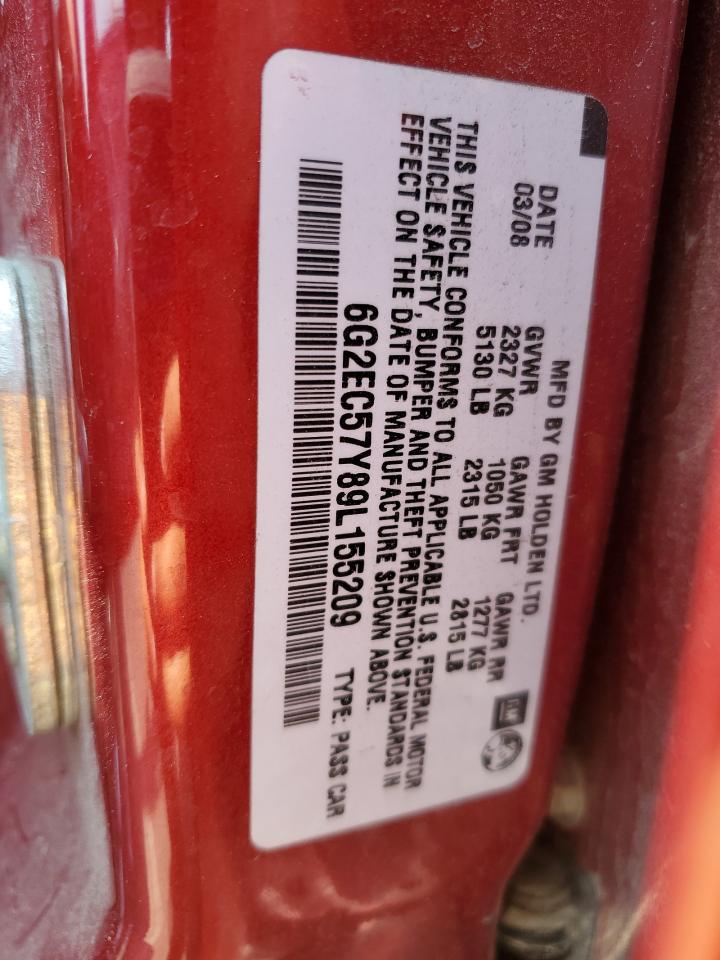 MFD BY GM HOLDEN LTD.
DATE GVWR GAWR FRT GAWR RR
03/08 2327 KG 1050 KG 1277 KG
5130 LB 2315 LB 2815 LB
THIS VEHICLE CONFORMS TO ALL APPLICABLE U.S. FEDERAL MOTOR
VEHICLE SAFETY, BUMPER AND THEFT PREVENTION STANDARDS IN
EFFECT ON THE DATE OF MANUFACTURE SHOWN ABOVE.
6G2EC57Y89L155209 TYPE: PASS CAR
GM